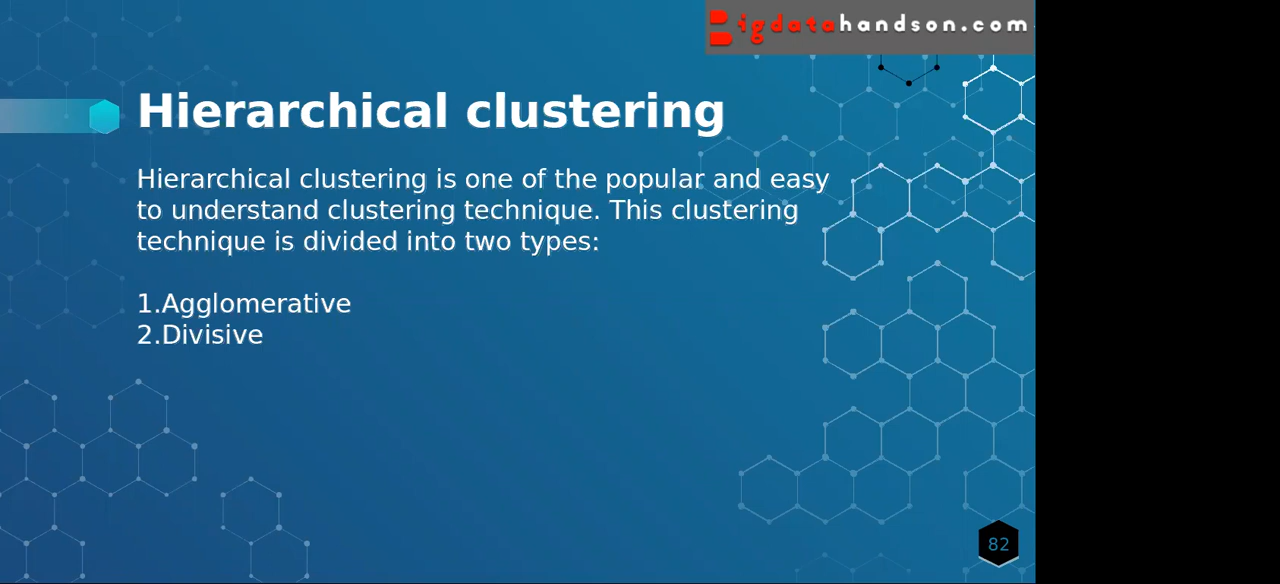 Bigdatahandson.com
Hierarchical clustering
Hierarchical clustering is one of the popular and easy
to understand clustering technique. This clustering
technique is divided into two types:
1.Agglomerative
2.Divisive
82